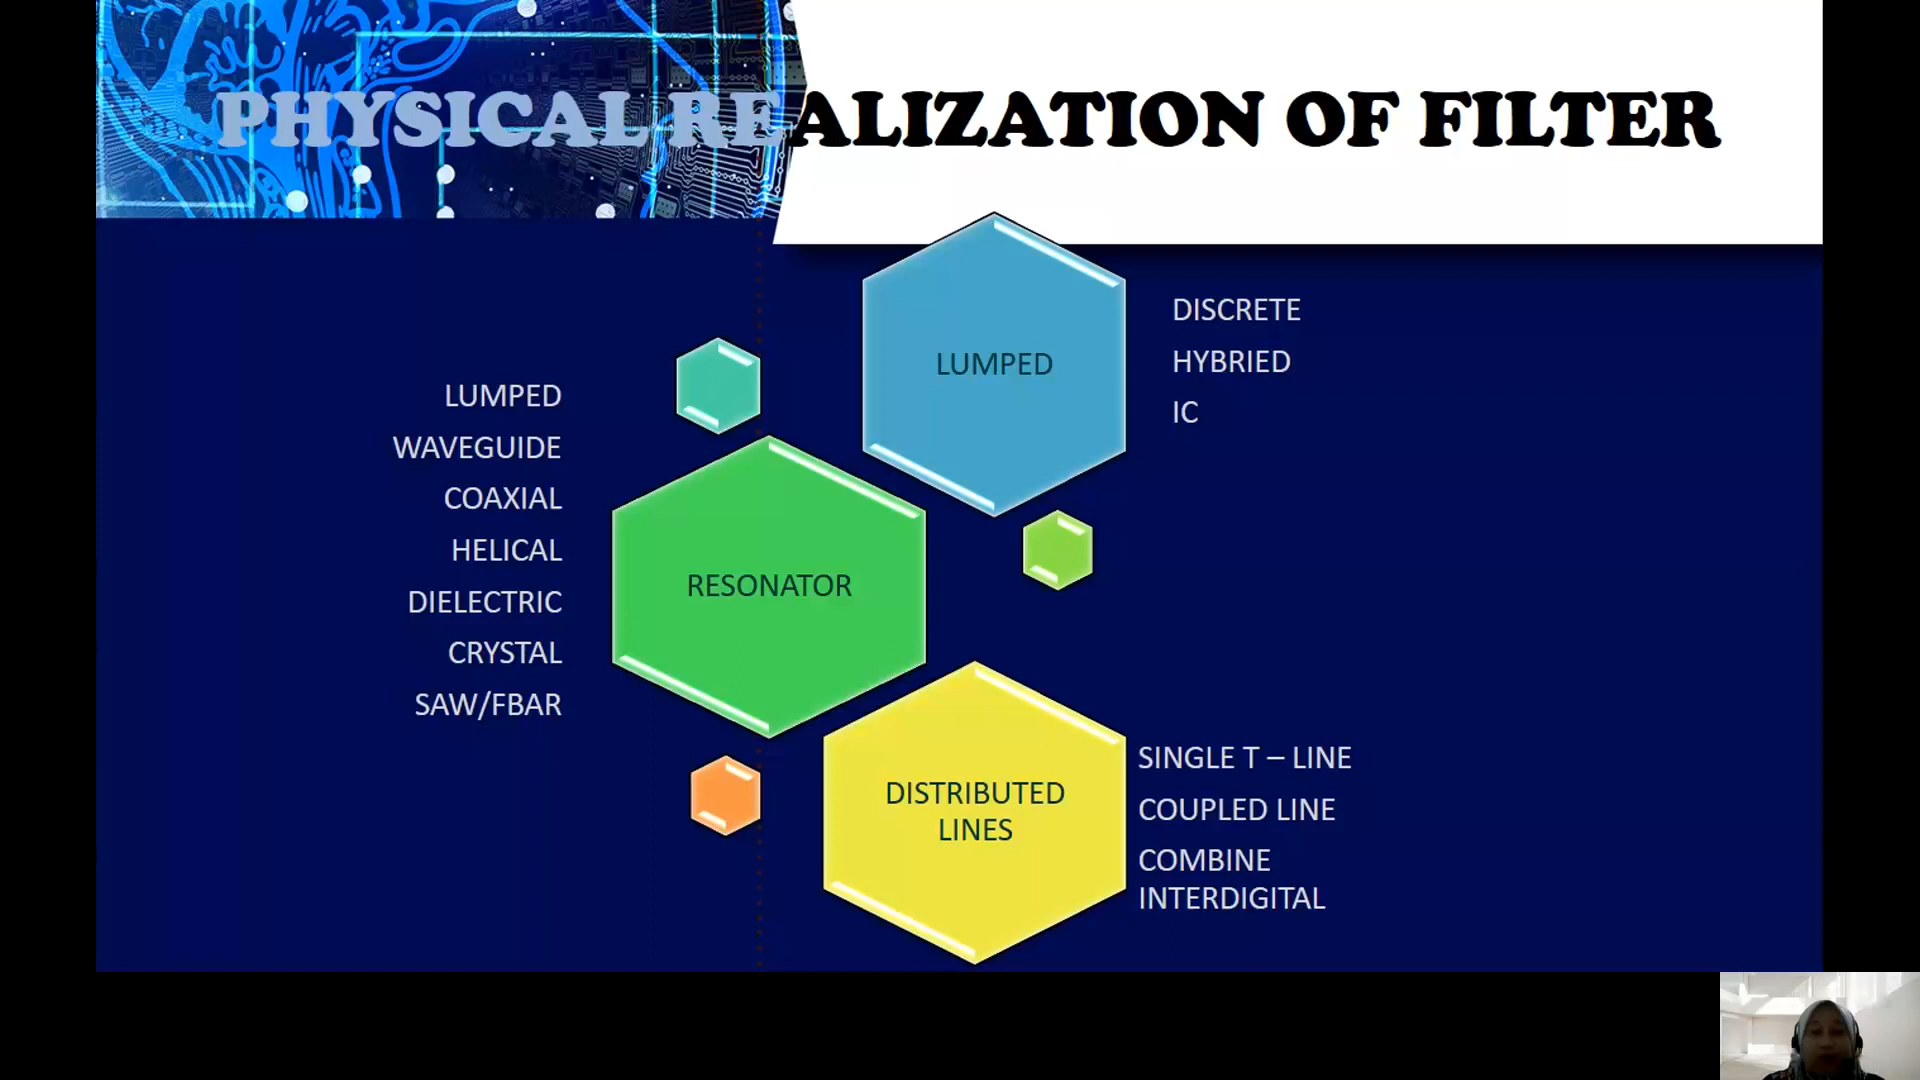 PHYSICAL REALIZATION OF FILTER
LUMPED
DISCRETE
HYBRIED
IC
RESONATOR
LUMPED
WAVEGUIDE
COAXIAL
HELICAL
DIELECTRIC
CRYSTAL
SAW/FBAR
DISTRIBUTED
LINES
SINGLE T – LINE
COUPLED LINE
COMBINE
INTERDIGITAL